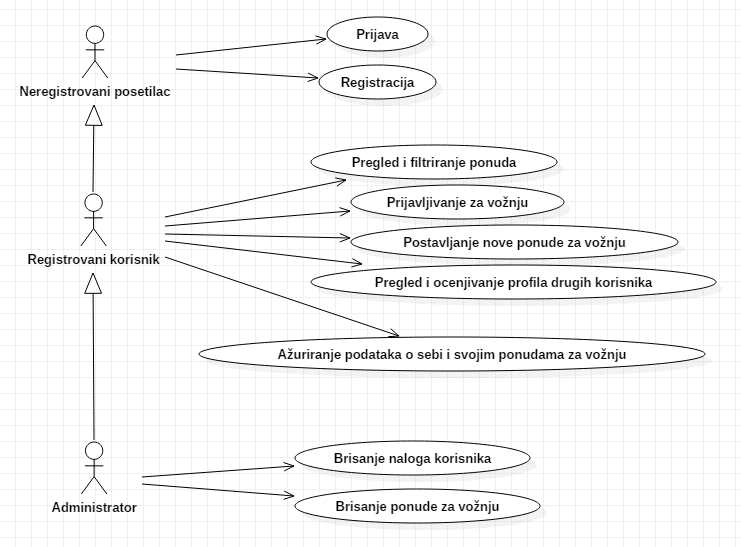 Prijava
Registracija
Neregistrovani posetilac
Pregled i filtriranje ponuda
Prijavljivanje za vožnju
Postavljanje nove ponude za vožnju
Registrovani korisnik
Pregled i ocenjivanje profila drugih korisnika
Ažuriranje podataka o sebi i svojim ponudama za vožnju
Brisanje naloga korisnika
Administrator
Brisanje ponude za vožnju